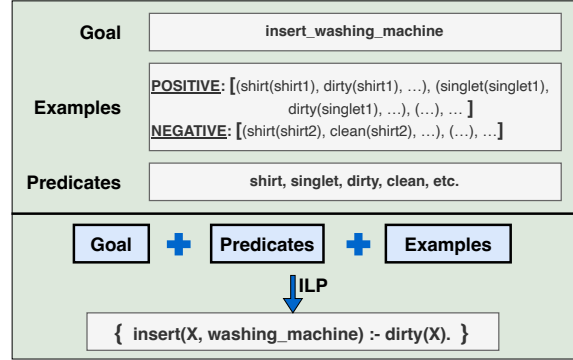 Goal
insert_washing_machine
Examples
POSITIVE: [(shirt(shirt1), dirty(shirt1), …), (singlet(singlet1),
dirty(singlet1), …), (…), … ]
NEGATIVE: [(shirt(shirt2), clean(shirt2), …), (…), …]
Predicates
shirt, singlet, dirty, clean, etc.
Goal + Predicates + Examples
ILP
{ insert(X, washing_machine) :- dirty(X). }